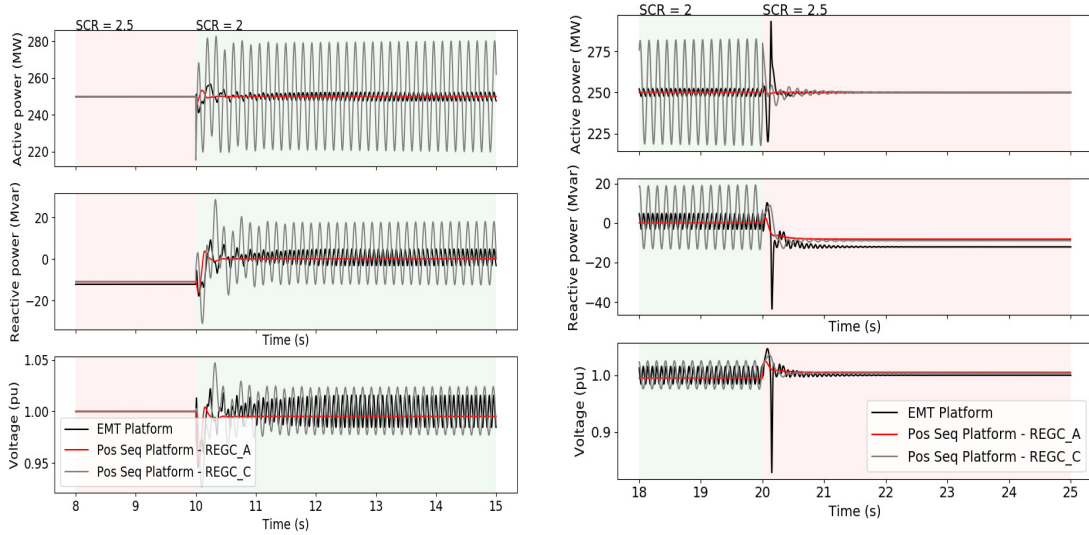 SCR = 2.5
SCR = 2
Active power (MW)
280
260
240
220
Reactive power (Mvar)
20
0
−20
Time (s)
Voltage (pu)
1.05
1.00
0.95
EMT Platform
Pos Seq Platform - REGC_A
Pos Seq Platform - REGC_C
8
9
10
11
12
13
14
15
Time (s)
SCR = 2
SCR = 2.5
Active power (MW)
275
250
225
Reactive power (Mvar)
20
0
−20
−40
Time (s)
Voltage (pu)
1.0
0.9
EMT Platform
Pos Seq Platform - REGC_A
Pos Seq Platform - REGC_C
18
19
20
21
22
23
24
25
Time (s)